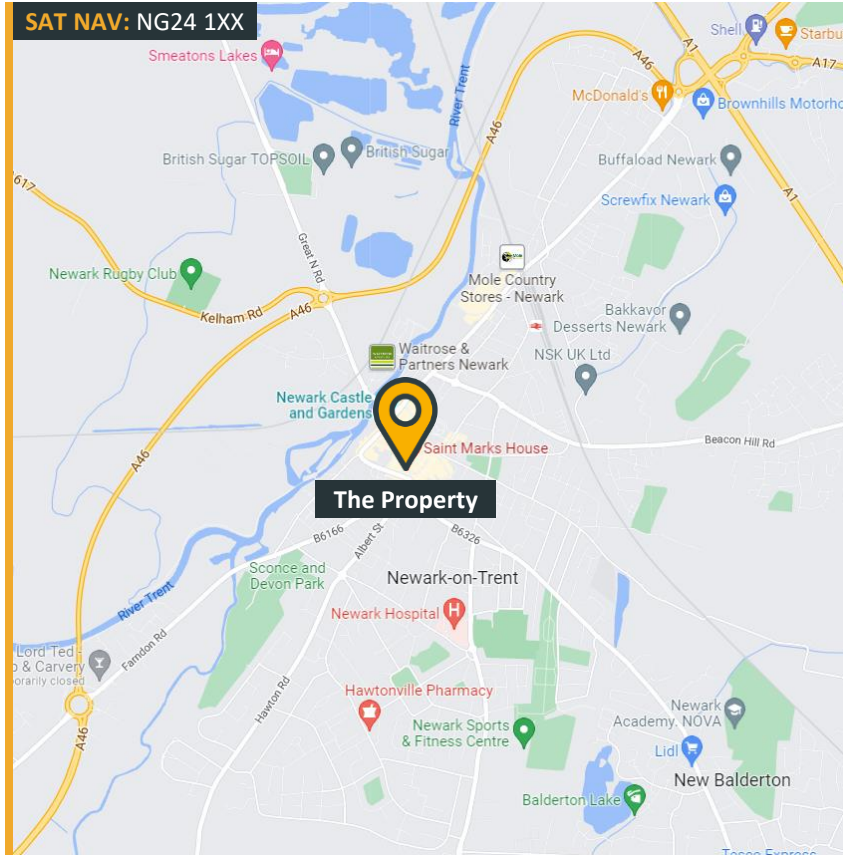 SAT NAV: NG24 1XX
Smeatons Lakes
River Trent
A46
A1
Shell
Starbu
A17
McDonald's
Brownhills Motorho
British Sugar TOPSOIL
British Sugar
A46
Buffaload Newark
A1
617
Screwfix Newark
Great N Rd
Newark Rugby Club
Mole Country
Stores - Newark
Kelham Rd
A46
Bakkavor
Desserts Newark
NSK UK Ltd
Waitrose &
Partners Newark
Newark Castle
and Gardens
Saint Marks House
Beacon Hill Rd
A46
The Property
B6166
Albert St
B6326
Sconce and
Devon Park
Newark-on-Trent
River Trent
Newark Hospital
H
Lord Ted -
b & Carvery
orarily closed
Farndon Rd
Hawton Rd
Hawtonville Pharmacy
Newark
Academy, NOVA
Newark Sports
& Fitness Centre
A46
Lidl
New Balderton
Balderton Lake
Tesco Express